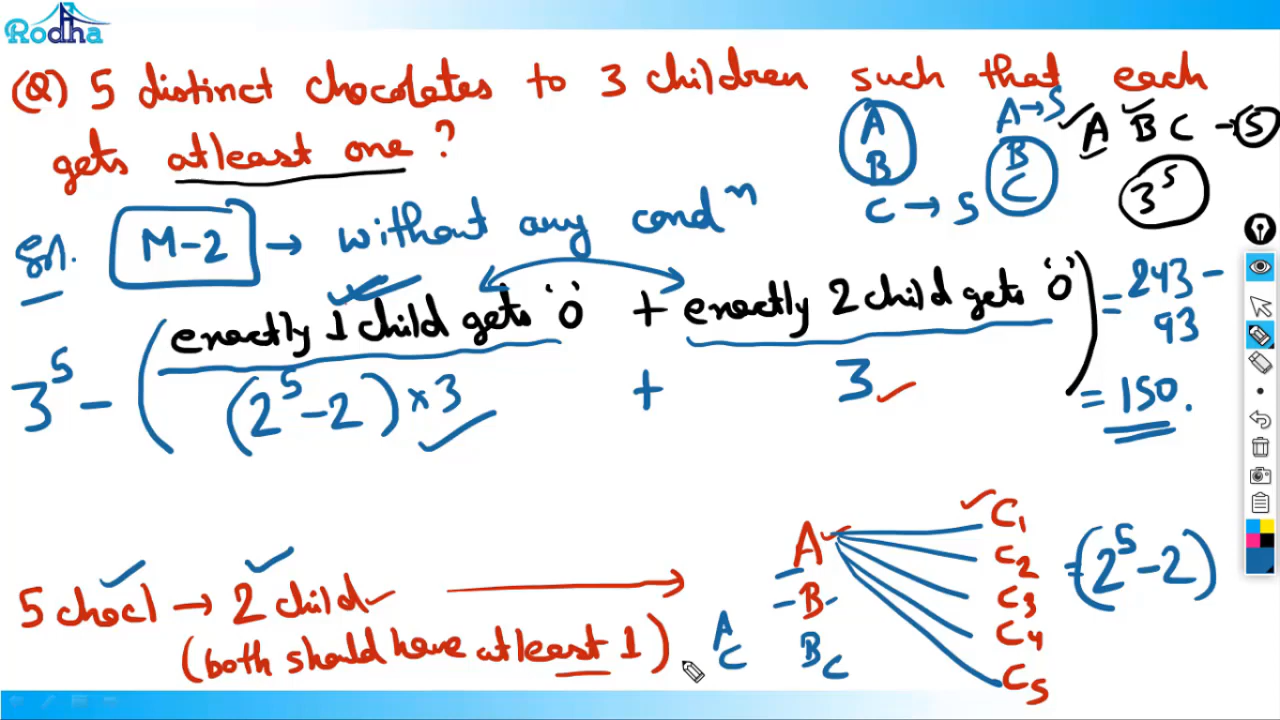 Rodha
(Q) 5 distinct chocolates to 3 children such that each
gets atleast one ?
A
B
C → 5
A → 5
B
C
A B C → 5
3^5
Sol. M-2 → without any cond^n
3^5 - ( exactly 1 child gets '0' + exactly 2 child gets '0' ) = 243 -
93
(2^5 - 2) × 3 + 3
= 150.
5 chocl → 2 child
(both should have atleast 1)
A
B
A
C
B
C
C1
C2
C3
C4
C5
= (2^5 - 2)